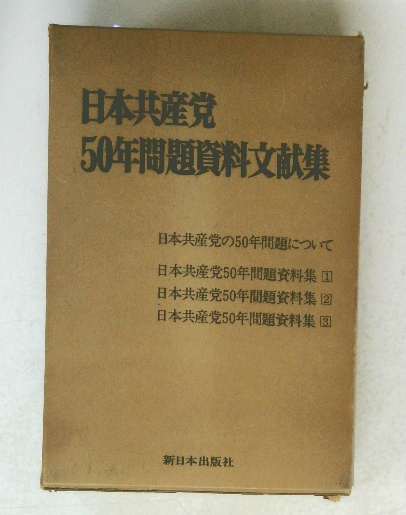 日本共産党
50年問題資料文献集
日本共産党の50年問題について
日本共産党50年問題資料集 1
日本共産党50年問題資料集 2
日本共産党50年問題資料集 3
新日本出版社